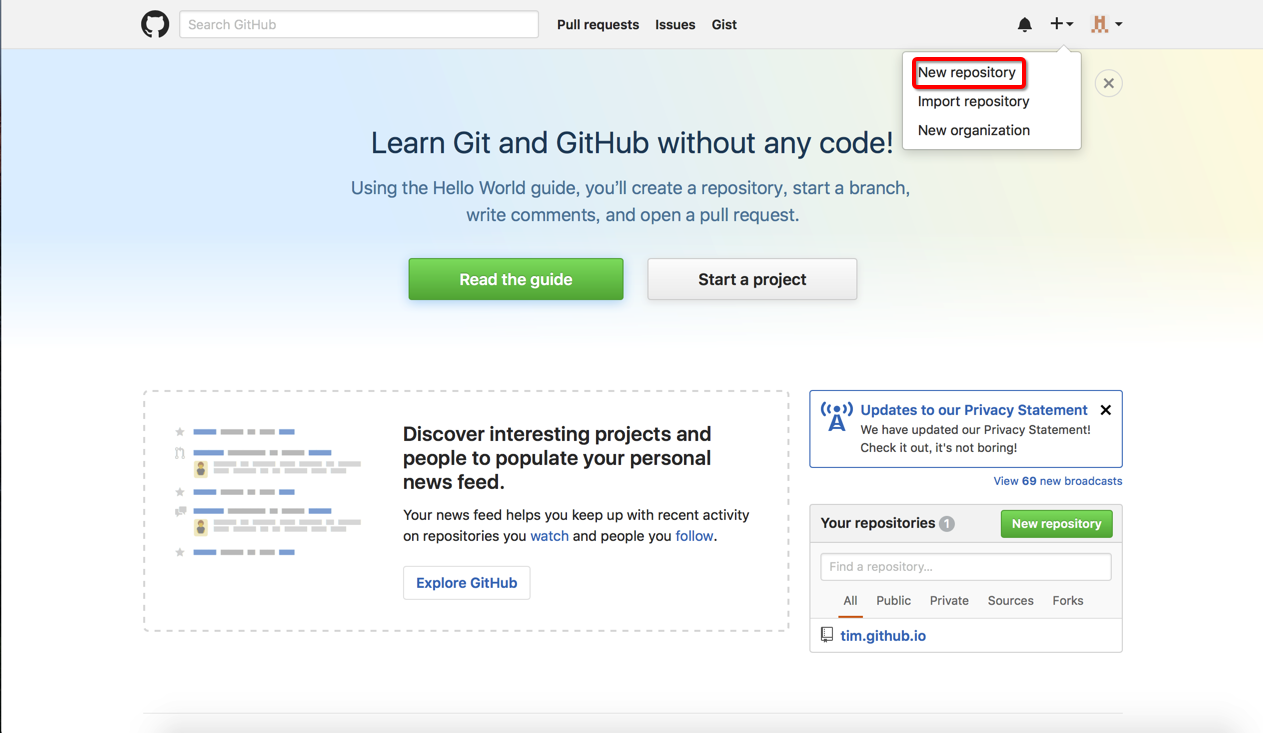 Search GitHub
Pull requests
Issues
Gist
New repository
Import repository
New organization
Learn Git and GitHub without any code!
Using the Hello World guide, you’ll create a repository, start a branch,
write comments, and open a pull request.
Read the guide
Start a project
Discover interesting projects and
people to populate your personal
news feed.
Your news feed helps you keep up with recent activity
on repositories you watch and people you follow.
Explore GitHub
Updates to our Privacy Statement
We have updated our Privacy Statement!
Check it out, it's not boring!
View 69 new broadcasts
Your repositories 1
New repository
Find a repository...
All
Public
Private
Sources
Forks
tim.github.io